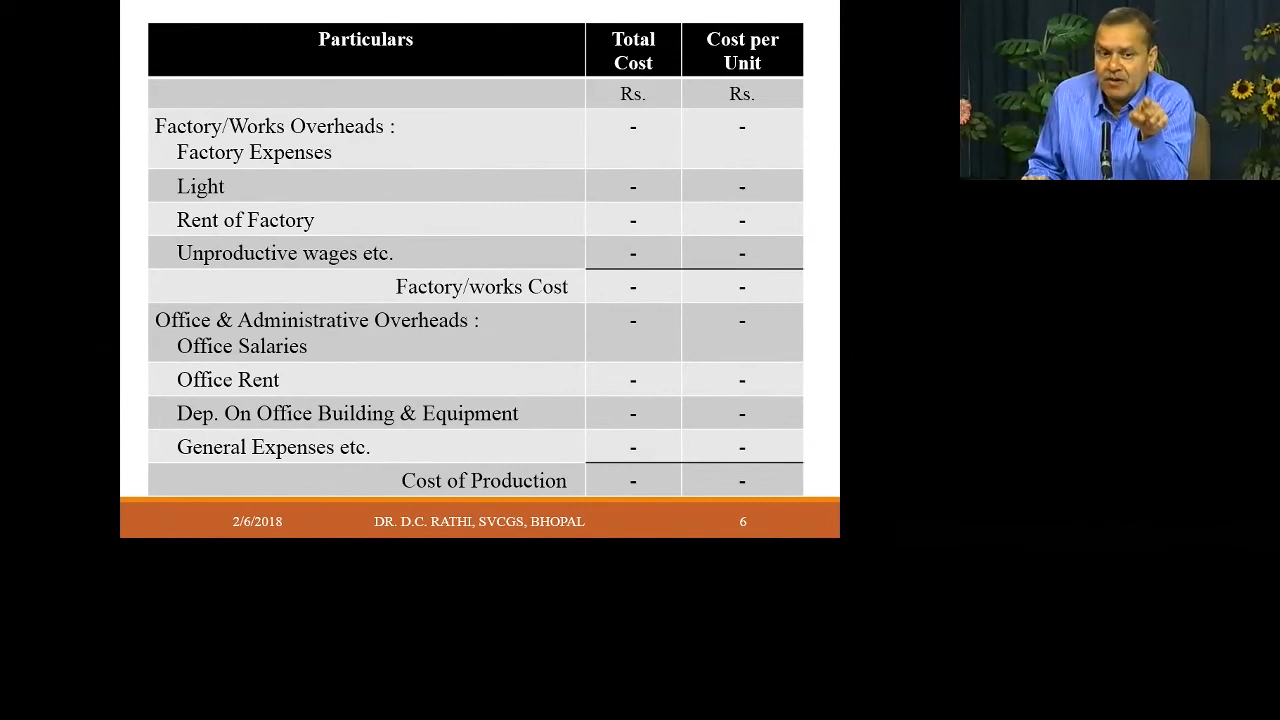 Particulars Total Cost Cost per Unit
Rs. Rs.
Factory/Works Overheads : - -
Factory Expenses
Light - -
Rent of Factory - -
Unproductive wages etc. - -
Factory/works Cost - -
Office & Administrative Overheads : - -
Office Salaries
Office Rent - -
Dep. On Office Building & Equipment - -
General Expenses etc. - -
Cost of Production - -
2/6/2018 DR. D.C. RATHI, SVCGS, BHOPAL 6